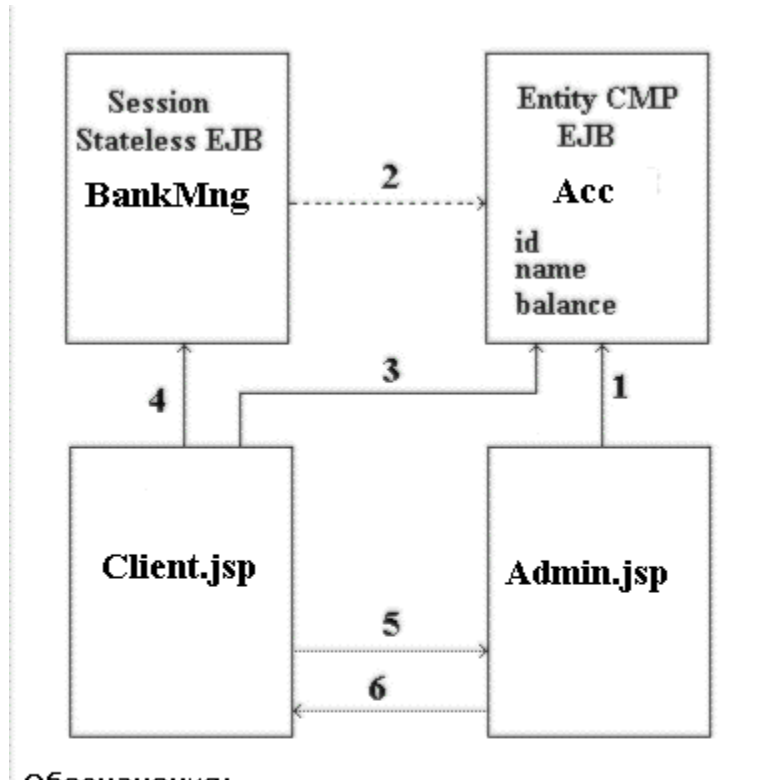 Session
Stateless EJB
BankMng
Entity CMP
EJB
Acc
id
name
balance
2
3
4
1
Client.jsp
Admin.jsp
5
6